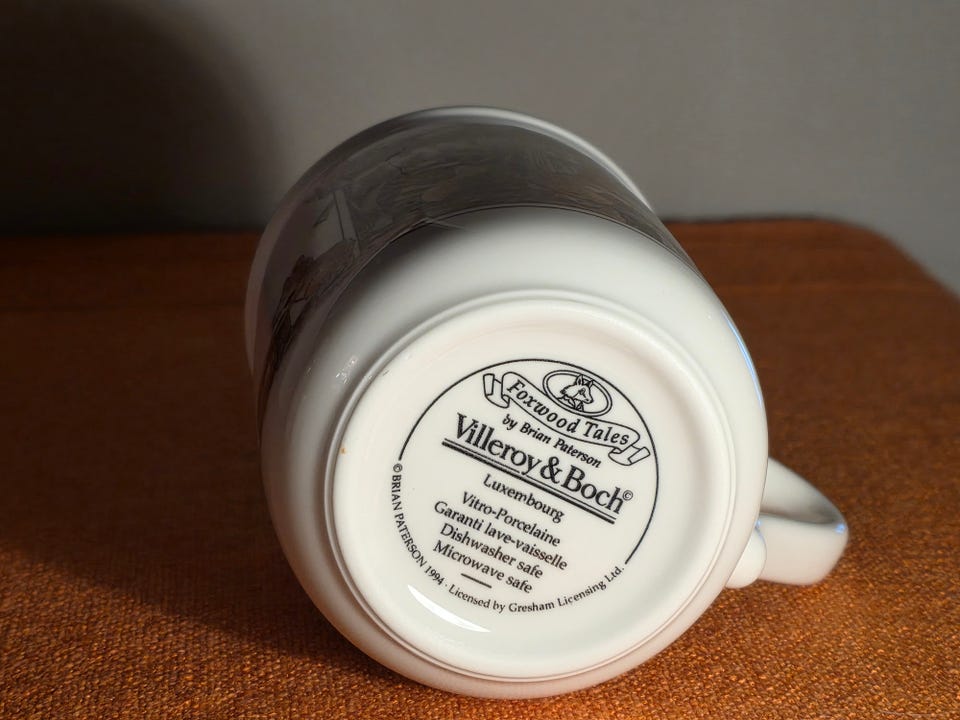 Foxwood Tales
by Brian Paterson
Villeroy & Boch©
Luxembourg
Vitro-Porcelaine
Garanti lave-vaisselle
Dishwasher safe
Microwave safe
© BRIAN PATERSON 1994 · Licensed by Gresham Licensing Ltd.